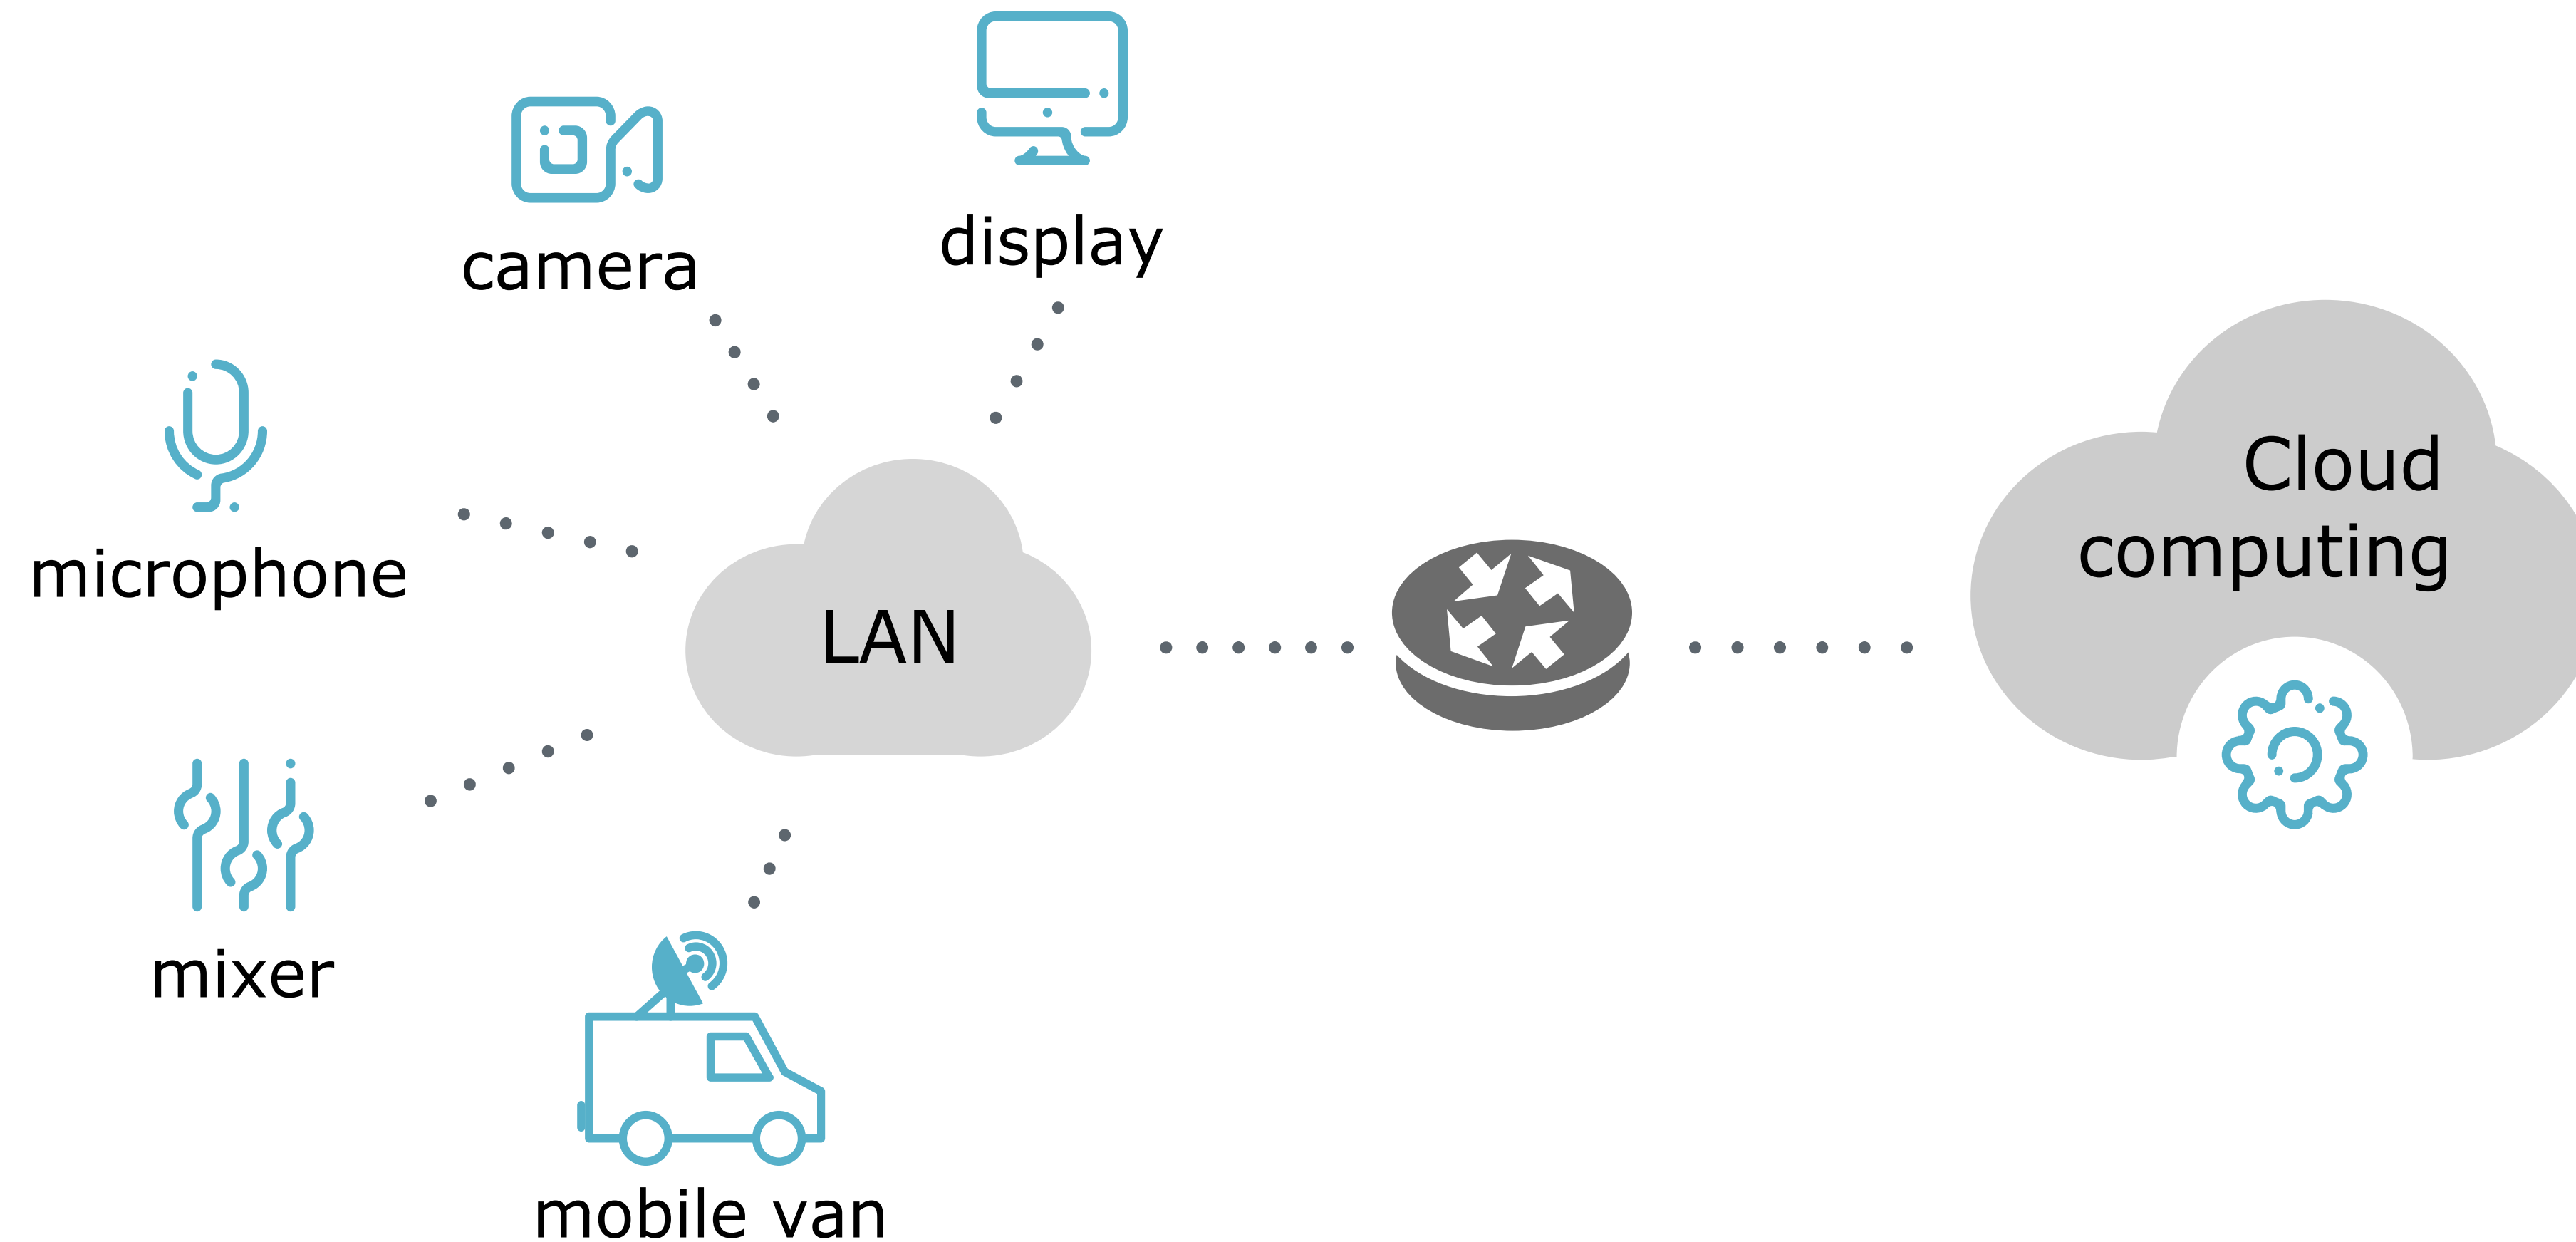 display
camera
microphone
LAN
Cloud
computing
mixer
mobile van